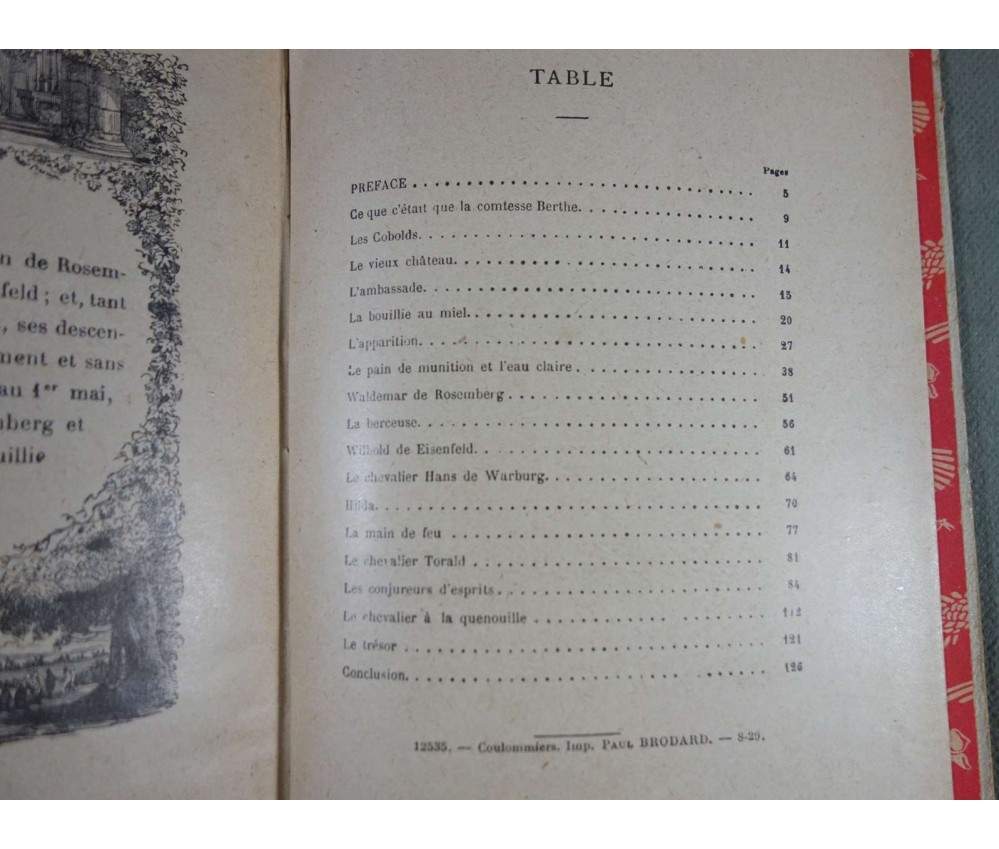 n de Rosem-
feld ; et, tant
, ses descen-
ment et sans
au 1er mai,
mberg et
uillie
TABLE
Pages
PREFACE 5
Ce que c'était que la comtesse Berthe. 9
Les Cobolds. 11
Le vieux château. 14
L'ambassade. 15
La bouillie au miel. 20
L'apparition. 27
Le pain de munition et l'eau claire. 38
Waldemar de Rosemberg. 51
La berceuse. 56
Wilbold de Eisenfeld. 61
Le chevalier Hans de Warburg. 64
Hilda. 70
La main de feu 77
Le chevalier Torald 81
Les conjureurs d'esprits. 84
Le chevalier à la quenouille 112
Le trésor 121
Conclusion. 126
12535. — Coulommiers. Imp. PAUL BRODARD. — 8-29.